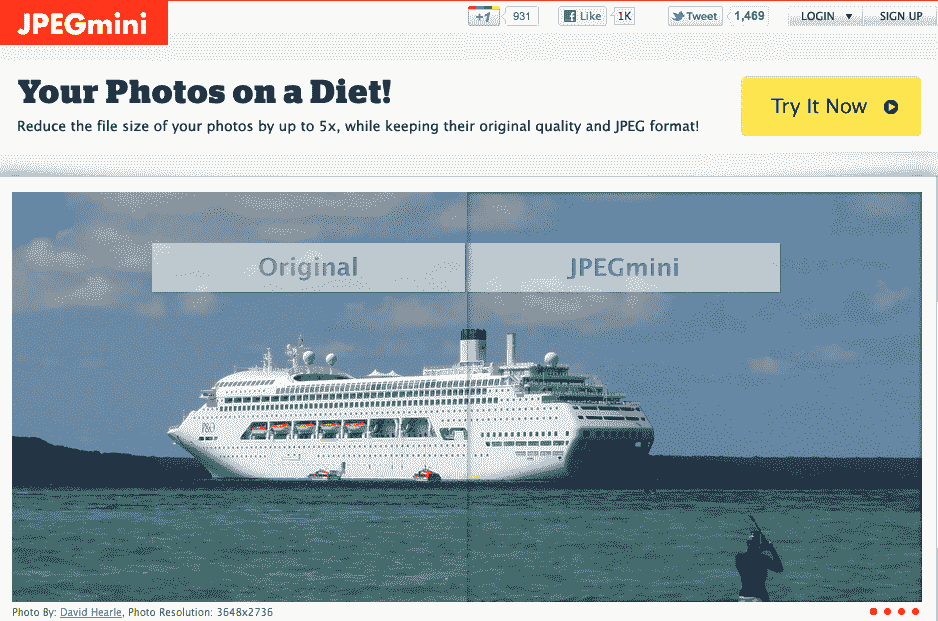 JPEGmini
+1 931 Like 1K Tweet 1,469 LOGIN SIGN UP
Your Photos on a Diet!
Reduce the file size of your photos by up to 5x, while keeping their original quality and JPEG format!
Try It Now
Original JPEGmini
P&O
Photo By: David Hearle, Photo Resolution: 3648x2736